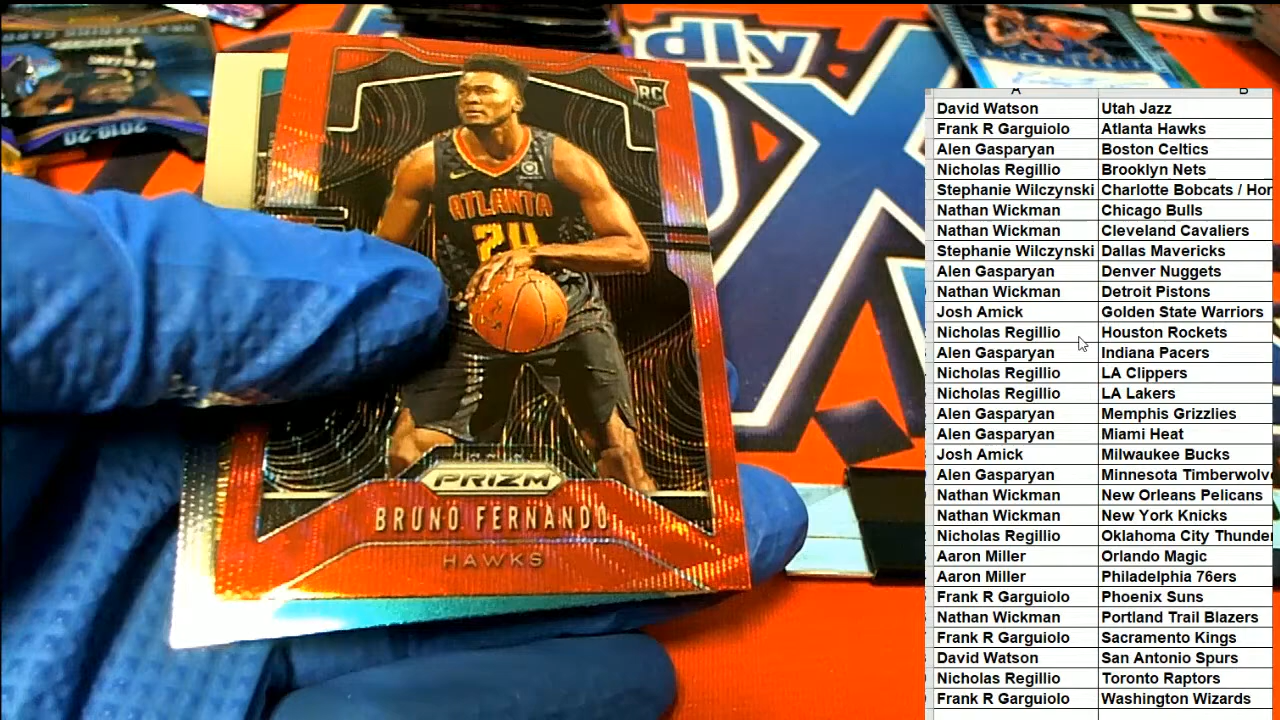 dly
BC
2019-20
RC
ATLANTA
24
PRIZM
BRUNO FERNANDO
HAWKS
A B
David Watson Utah Jazz
Frank R Garguiolo Atlanta Hawks
Alen Gasparyan Boston Celtics
Nicholas Regillio Brooklyn Nets
Stephanie Wilczynski Charlotte Bobcats / Hor
Nathan Wickman Chicago Bulls
Nathan Wickman Cleveland Cavaliers
Stephanie Wilczynski Dallas Mavericks
Alen Gasparyan Denver Nuggets
Nathan Wickman Detroit Pistons
Josh Amick Golden State Warriors
Nicholas Regillio Houston Rockets
Alen Gasparyan Indiana Pacers
Nicholas Regillio LA Clippers
Nicholas Regillio LA Lakers
Alen Gasparyan Memphis Grizzlies
Alen Gasparyan Miami Heat
Josh Amick Milwaukee Bucks
Alen Gasparyan Minnesota Timberwolve
Nathan Wickman New Orleans Pelicans
Nathan Wickman New York Knicks
Nicholas Regillio Oklahoma City Thunder
Aaron Miller Orlando Magic
Aaron Miller Philadelphia 76ers
Frank R Garguiolo Phoenix Suns
Nathan Wickman Portland Trail Blazers
Frank R Garguiolo Sacramento Kings
David Watson San Antonio Spurs
Nicholas Regillio Toronto Raptors
Frank R Garguiolo Washington Wizards